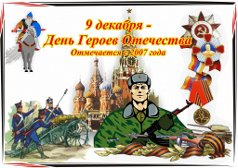 9 декабря -
День Героев Отечества
Отмечается с 2007 года